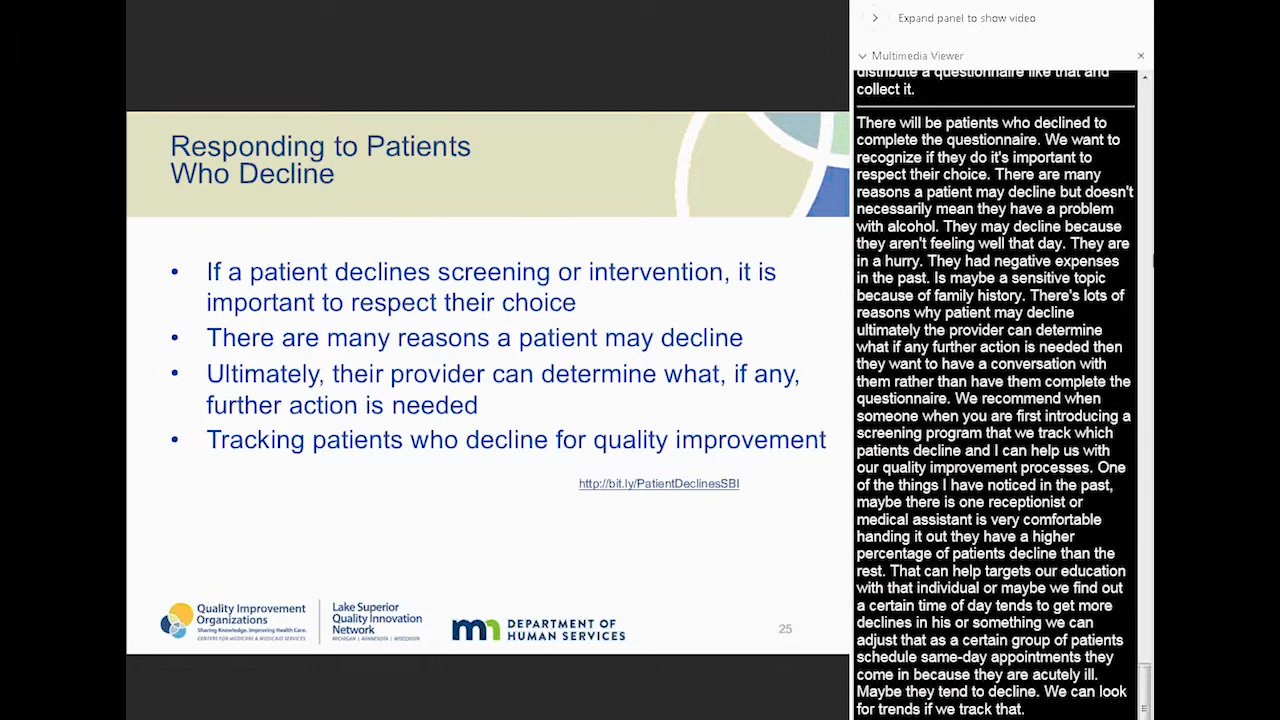 Expand panel to show video
Multimedia Viewer
Responding to Patients
Who Decline
• If a patient declines screening or intervention, it is
important to respect their choice
• There are many reasons a patient may decline
• Ultimately, their provider can determine what, if any,
further action is needed
• Tracking patients who decline for quality improvement
http://bit.ly/PatientDeclinesSBI
Quality Improvement
Organizations
Sharing Knowledge. Improving Health Care.
CENTERS FOR MEDICARE & MEDICAID SERVICES
Lake Superior
Quality Innovation
Network
MICHIGAN | MINNESOTA | WISCONSIN
mn DEPARTMENT OF
HUMAN SERVICES
25
distribute a questionnaire like that and
collect it.
There will be patients who declined to
complete the questionnaire. We want to
recognize if they do it's important to
respect their choice. There are many
reasons a patient may decline but doesn't
necessarily mean they have a problem
with alcohol. They may decline because
they aren't feeling well that day. They are
in a hurry. They had negative expenses
in the past. Is maybe a sensitive topic
because of family history. There's lots of
reasons why patient may decline
ultimately the provider can determine
what if any further action is needed then
they want to have a conversation with
them rather than have them complete the
questionnaire. We recommend when
someone when you are first introducing a
screening program that we track which
patients decline and I can help us with
our quality improvement processes. One
of the things I have noticed in the past,
maybe there is one receptionist or
medical assistant is very comfortable
handing it out they have a higher
percentage of patients decline than the
rest. That can help targets our education
with that individual or maybe we find out
a certain time of day tends to get more
declines in his or something we can
adjust that as a certain group of patients
schedule same-day appointments they
come in because they are acutely ill.
Maybe they tend to decline. We can look
for trends if we track that.